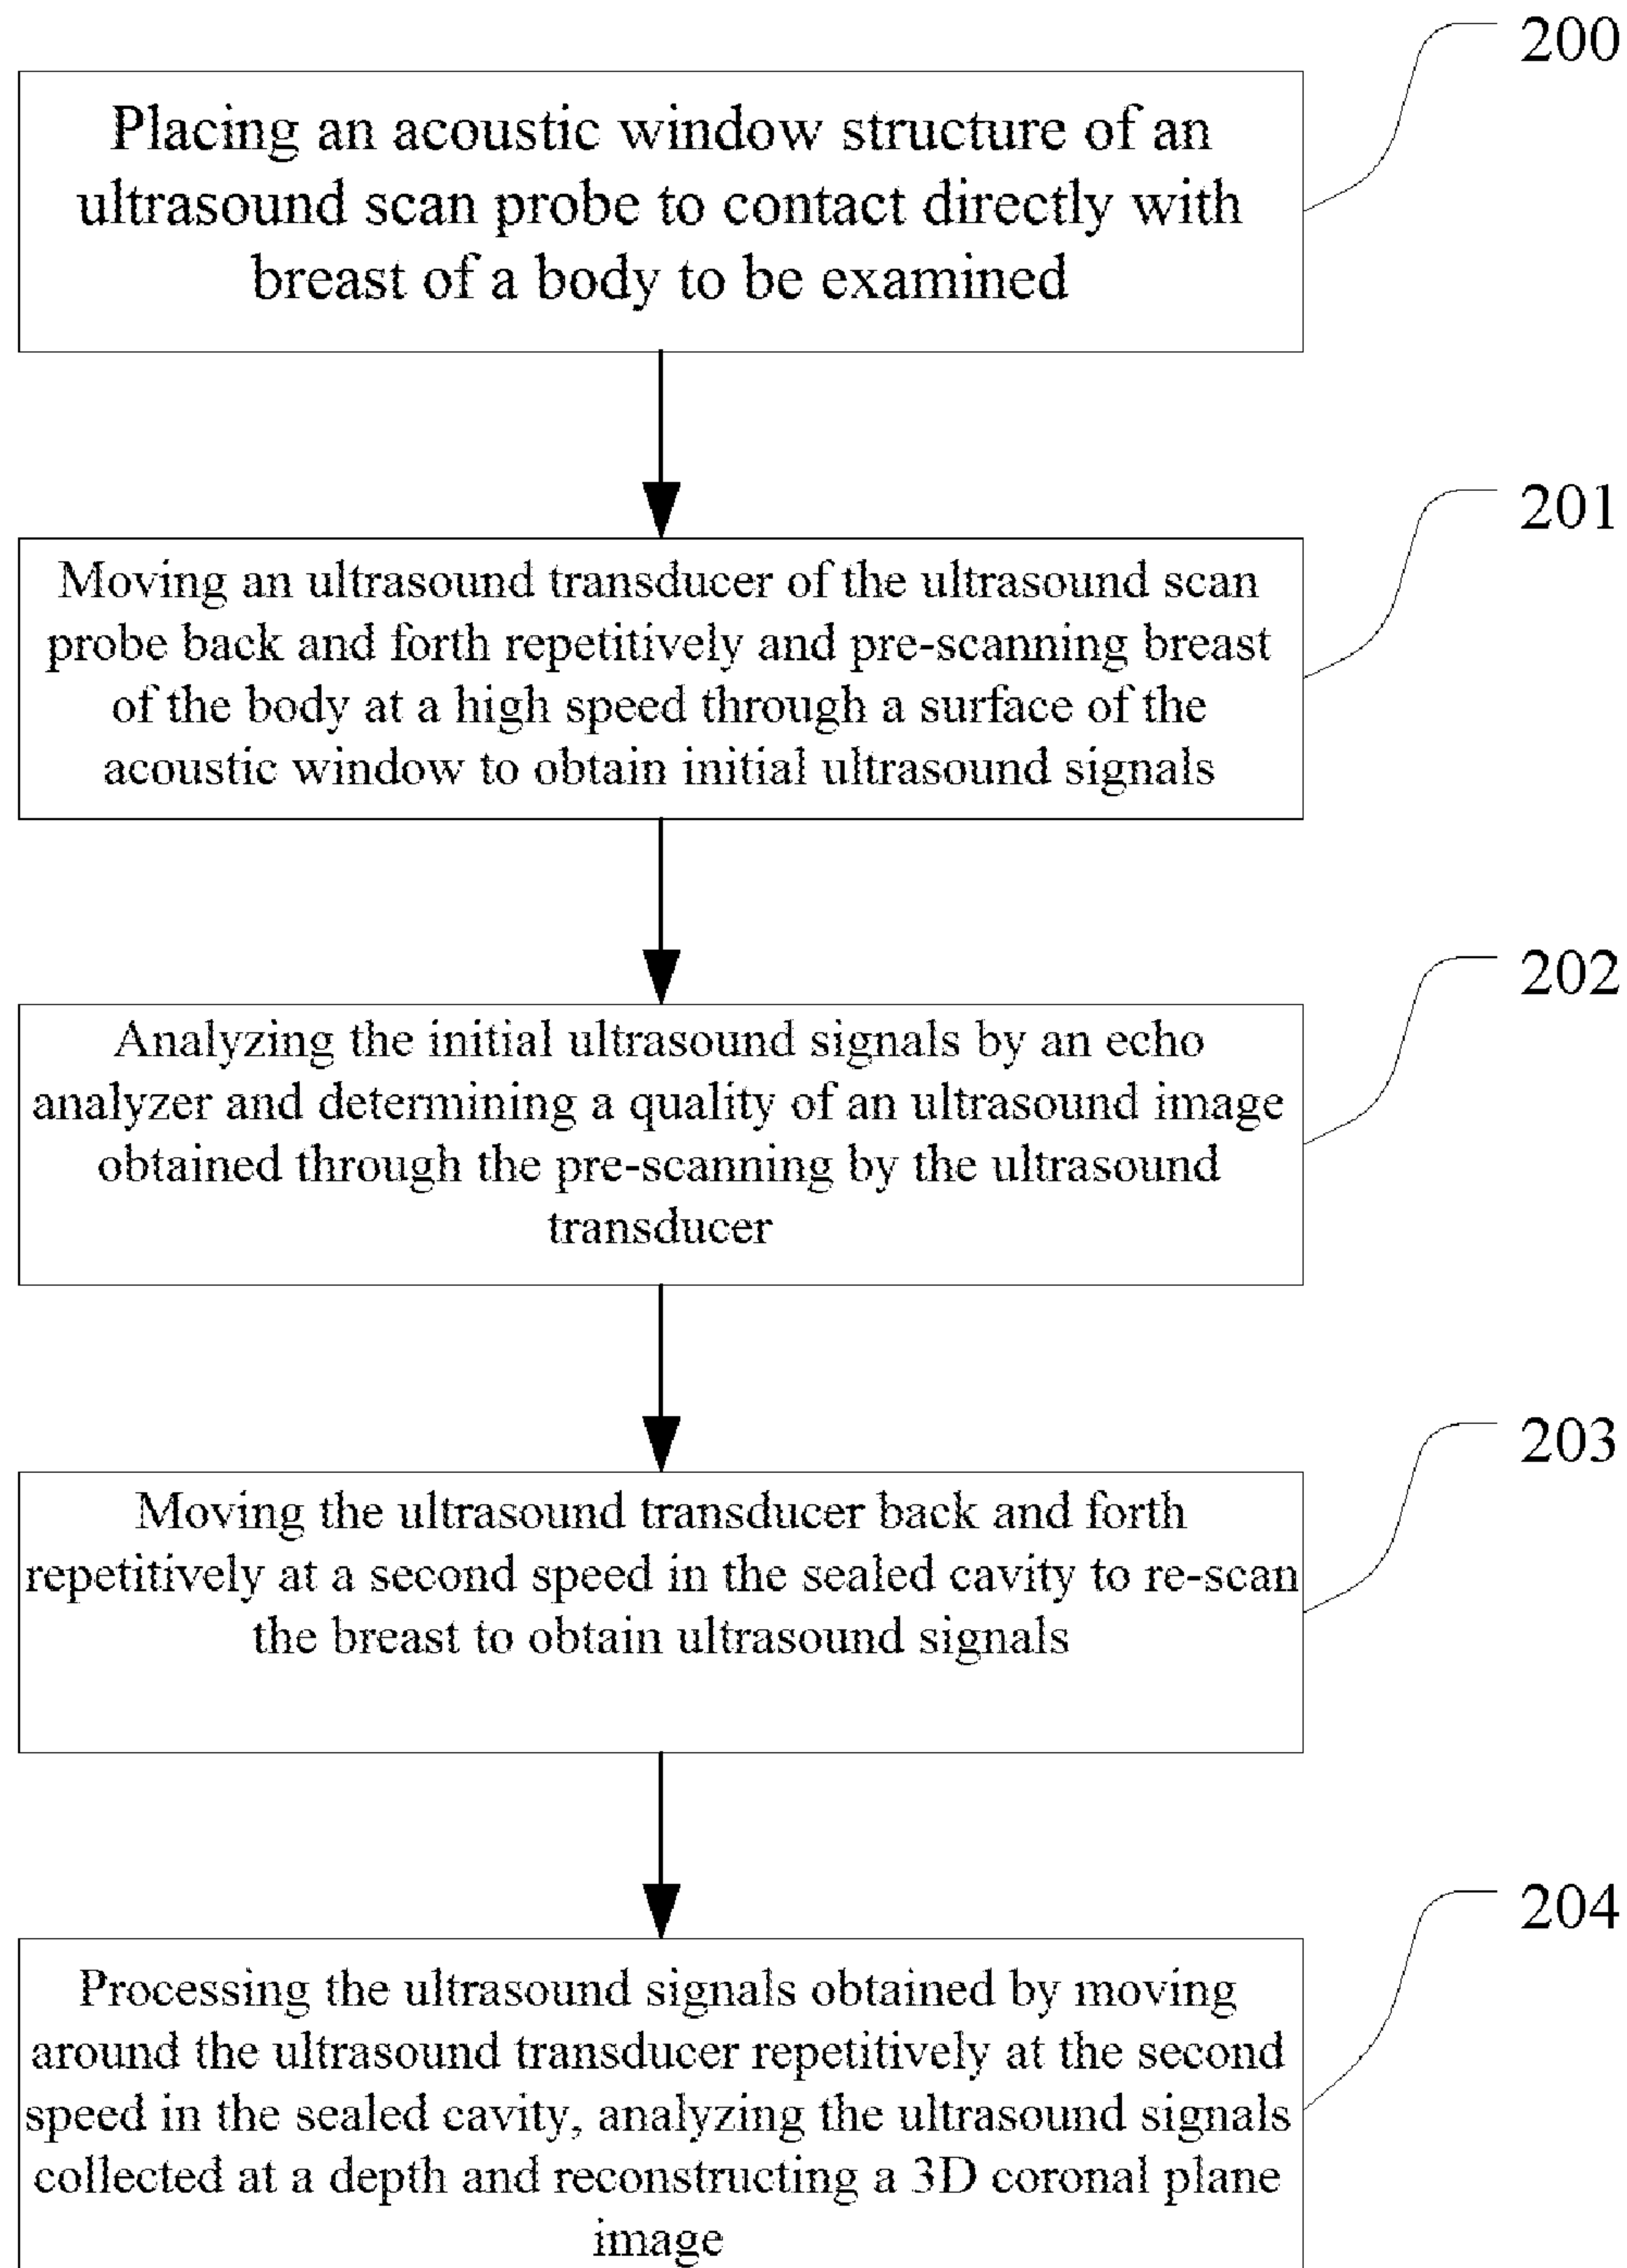 200
Placing an acoustic window structure of an
ultrasound scan probe to contact directly with
breast of a body to be examined
201
Moving an ultrasound transducer of the ultrasound scan
probe back and forth repetitively and pre-scanning breast
of the body at a high speed through a surface of the
acoustic window to obtain initial ultrasound signals
202
Analyzing the initial ultrasound signals by an echo
analyzer and determining a quality of an ultrasound image
obtained through the pre-scanning by the ultrasound
transducer
203
Moving the ultrasound transducer back and forth
repetitively at a second speed in the sealed cavity to re-scan
the breast to obtain ultrasound signals
204
Processing the ultrasound signals obtained by moving
around the ultrasound transducer repetitively at the second
speed in the sealed cavity, analyzing the ultrasound signals
collected at a depth and reconstructing a 3D coronal plane
image